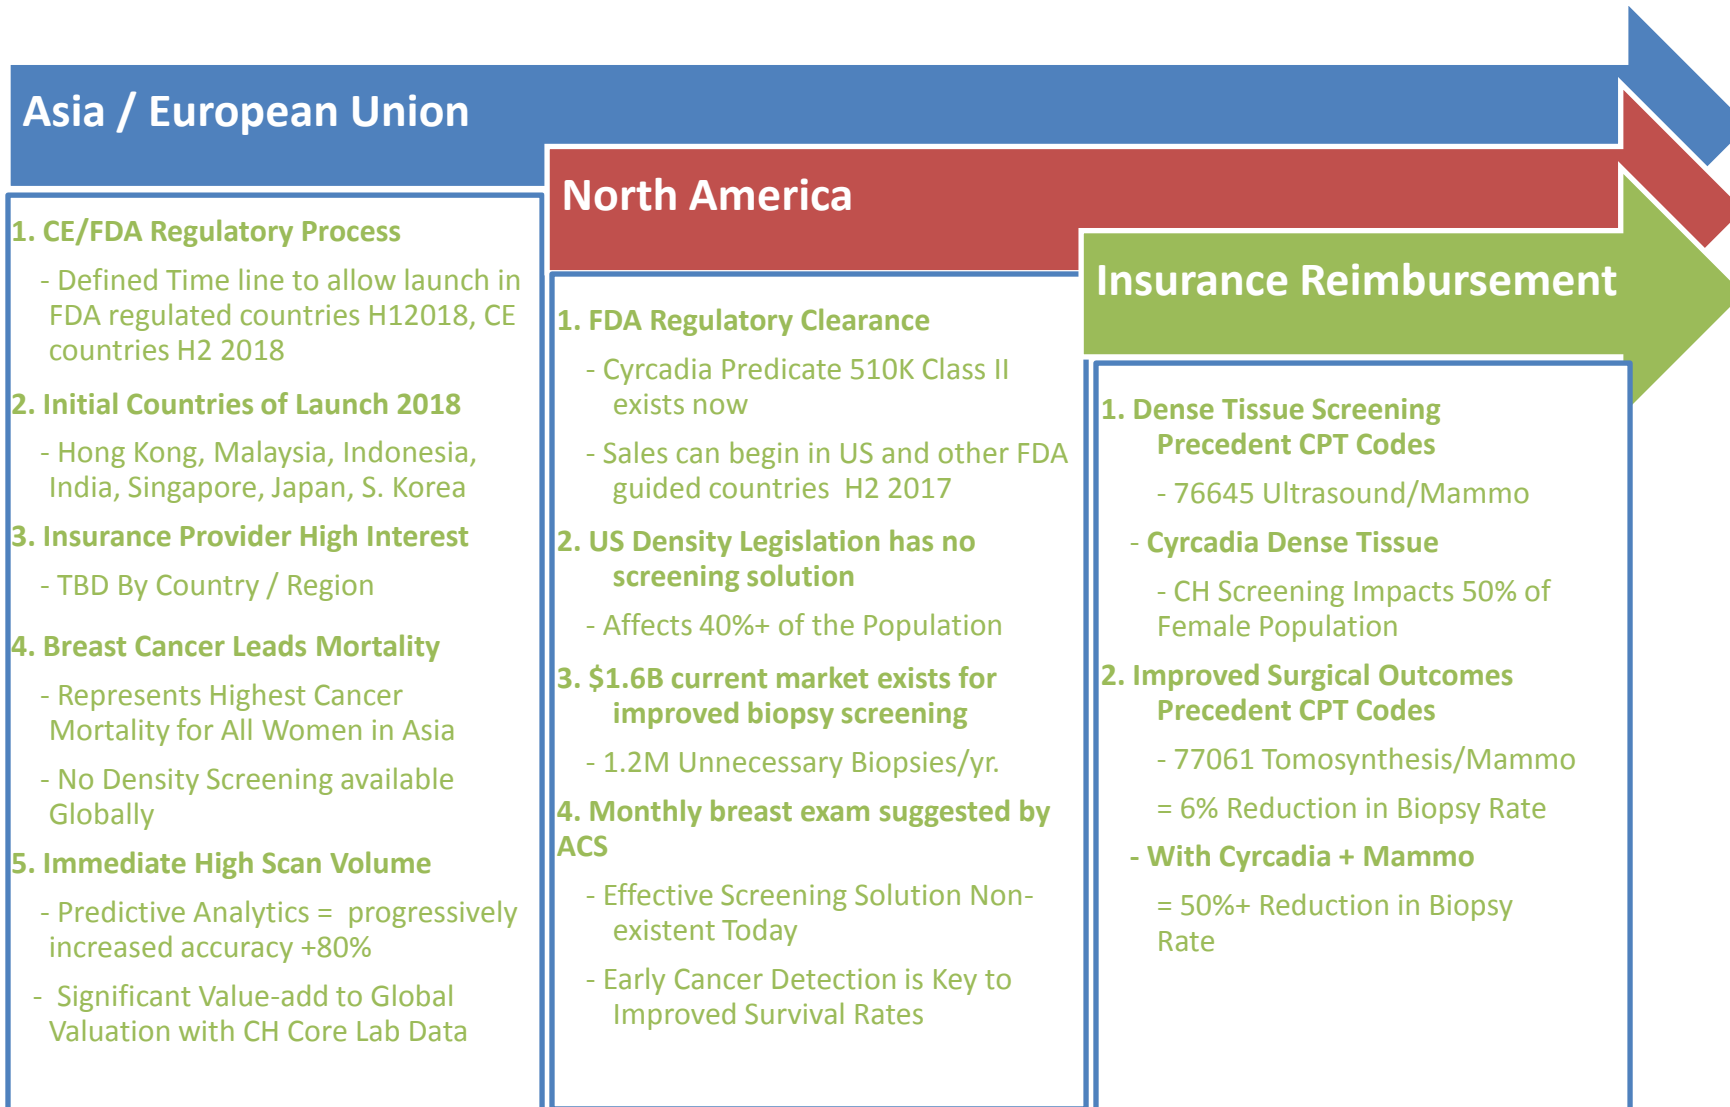 Asia / European Union
1. CE/FDA Regulatory Process
- Defined Time line to allow launch in
FDA regulated countries H12018, CE
countries H2 2018
2. Initial Countries of Launch 2018
- Hong Kong, Malaysia, Indonesia,
India, Singapore, Japan, S. Korea
3. Insurance Provider High Interest
- TBD By Country / Region
4. Breast Cancer Leads Mortality
- Represents Highest Cancer
Mortality for All Women in Asia
- No Density Screening available
Globally
5. Immediate High Scan Volume
- Predictive Analytics = progressively
increased accuracy +80%
- Significant Value-add to Global
Valuation with CH Core Lab Data
North America
1. FDA Regulatory Clearance
- Cyrcadia Predicate 510K Class II
exists now
- Sales can begin in US and other FDA
guided countries H2 2017
2. US Density Legislation has no
screening solution
- Affects 40%+ of the Population
3. $1.6B current market exists for
improved biopsy screening
- 1.2M Unnecessary Biopsies/yr.
4. Monthly breast exam suggested by
ACS
- Effective Screening Solution Non-
existent Today
- Early Cancer Detection is Key to
Improved Survival Rates
Insurance Reimbursement
1. Dense Tissue Screening
Precedent CPT Codes
- 76645 Ultrasound/Mammo
- Cyrcadia Dense Tissue
- CH Screening Impacts 50% of
Female Population
2. Improved Surgical Outcomes
Precedent CPT Codes
- 77061 Tomosynthesis/Mammo
= 6% Reduction in Biopsy Rate
- With Cyrcadia + Mammo
= 50%+ Reduction in Biopsy
Rate